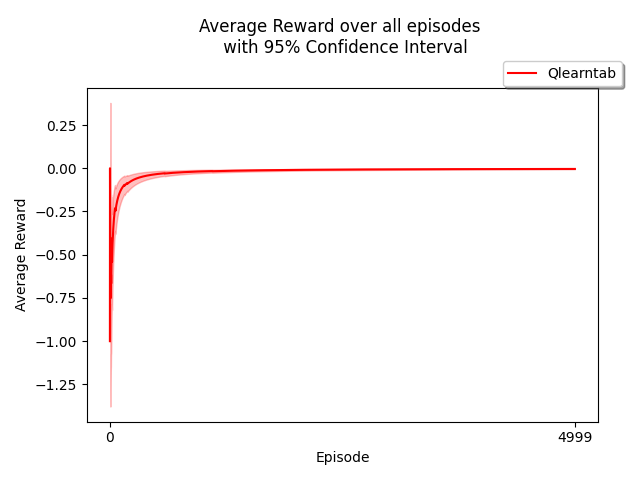 Average Reward over all episodes
with 95% Confidence Interval
Qlearntab
0.25
0.00
−0.25
−0.50
−0.75
−1.00
−1.25
Average Reward
0
4999
Episode